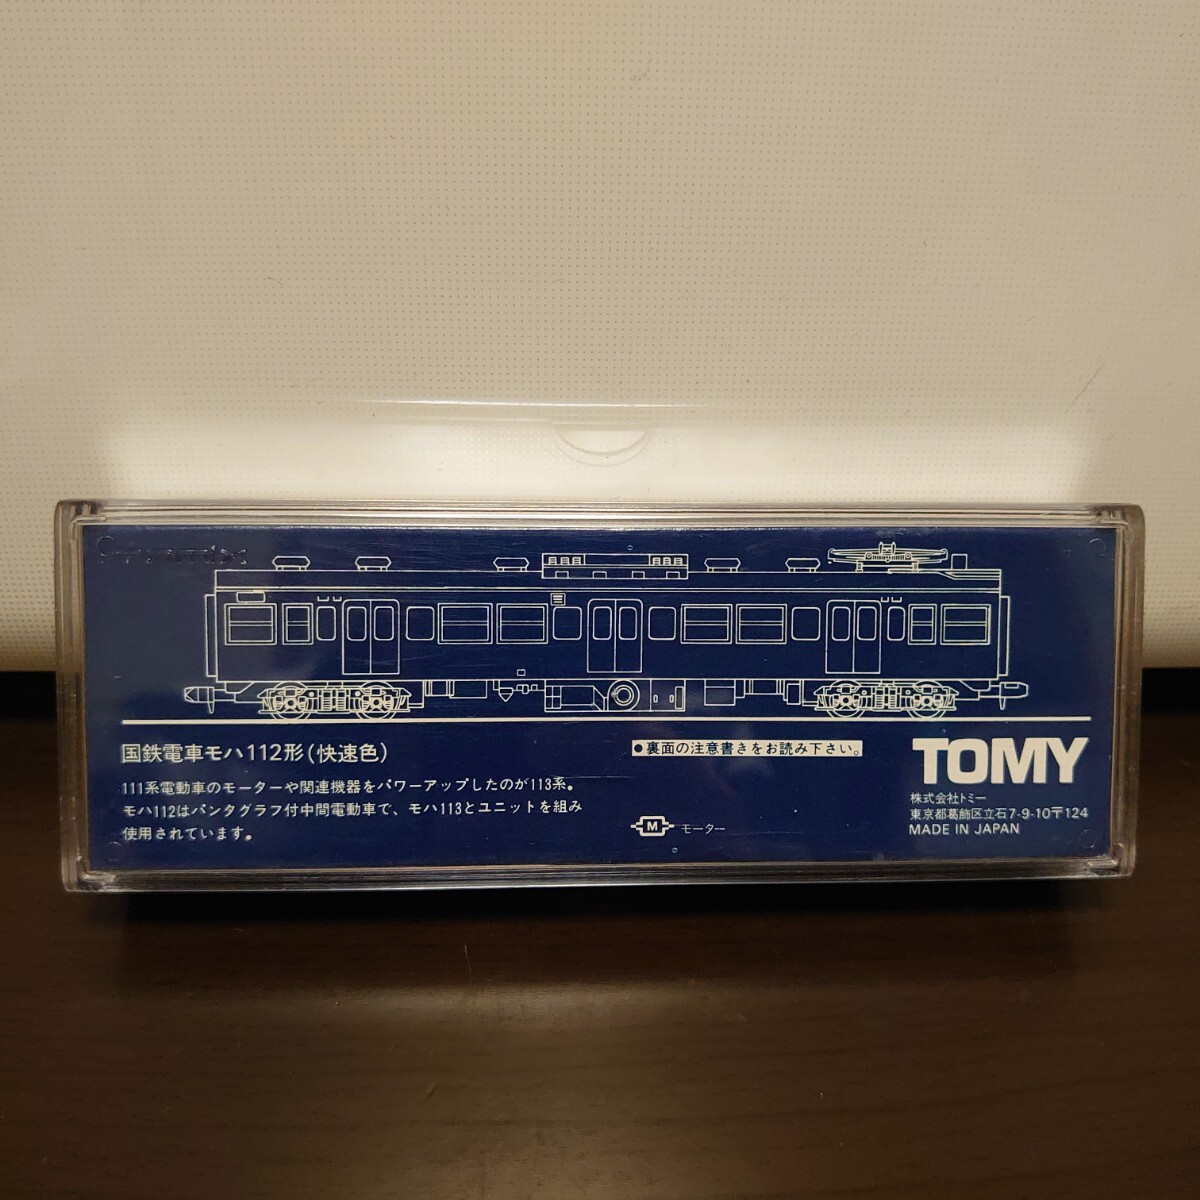 国鉄電車モハ112形(快速色)
111系電動車のモーターや関連機器をパワーアップしたのが113系。
モハ112はパンタグラフ付中間電動車で、モハ113とユニットを組み
使用されています。
●裏面の注意書きをお読み下さい。
M モーター
TOMY
株式会社トミー
東京都葛飾区立石7-9-10〒124
MADE IN JAPAN